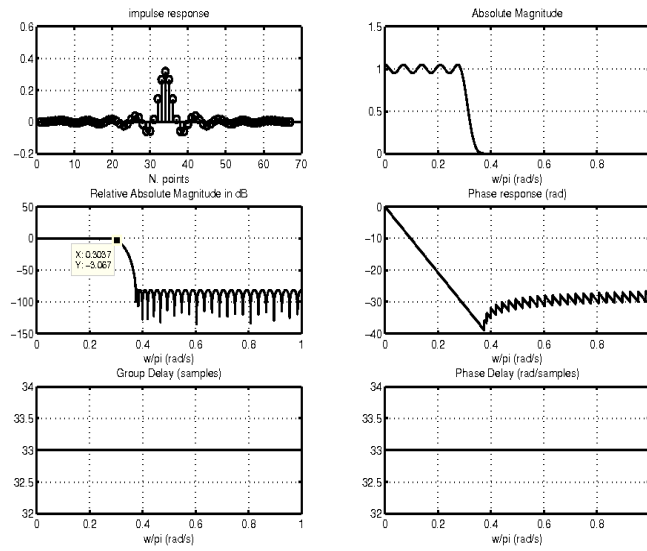 impulse response
0.6
0.4
0.2
0
−0.2
0 10 20 30 40 50 60 70
N. points
Absolute Magnitude
1.5
1
0.5
0
0 0.2 0.4 0.6 0.8
w/pi (rad/s)
Relative Absolute Magnitude in dB
50
0
−50
−100
−150
X: 0.3037
Y: −3.067
0 0.2 0.4 0.6 0.8 1
w/pi (rad/s)
Phase response (rad)
0
−10
−20
−30
−40
0 0.2 0.4 0.6 0.8
w/pi (rad/s)
Group Delay (samples)
34
33.5
33
32.5
32
0 0.2 0.4 0.6 0.8 1
w/pi (rad/s)
Phase Delay (rad/samples)
34
33.5
33
32.5
32
0 0.2 0.4 0.6 0.8
w/pi (rad/s)